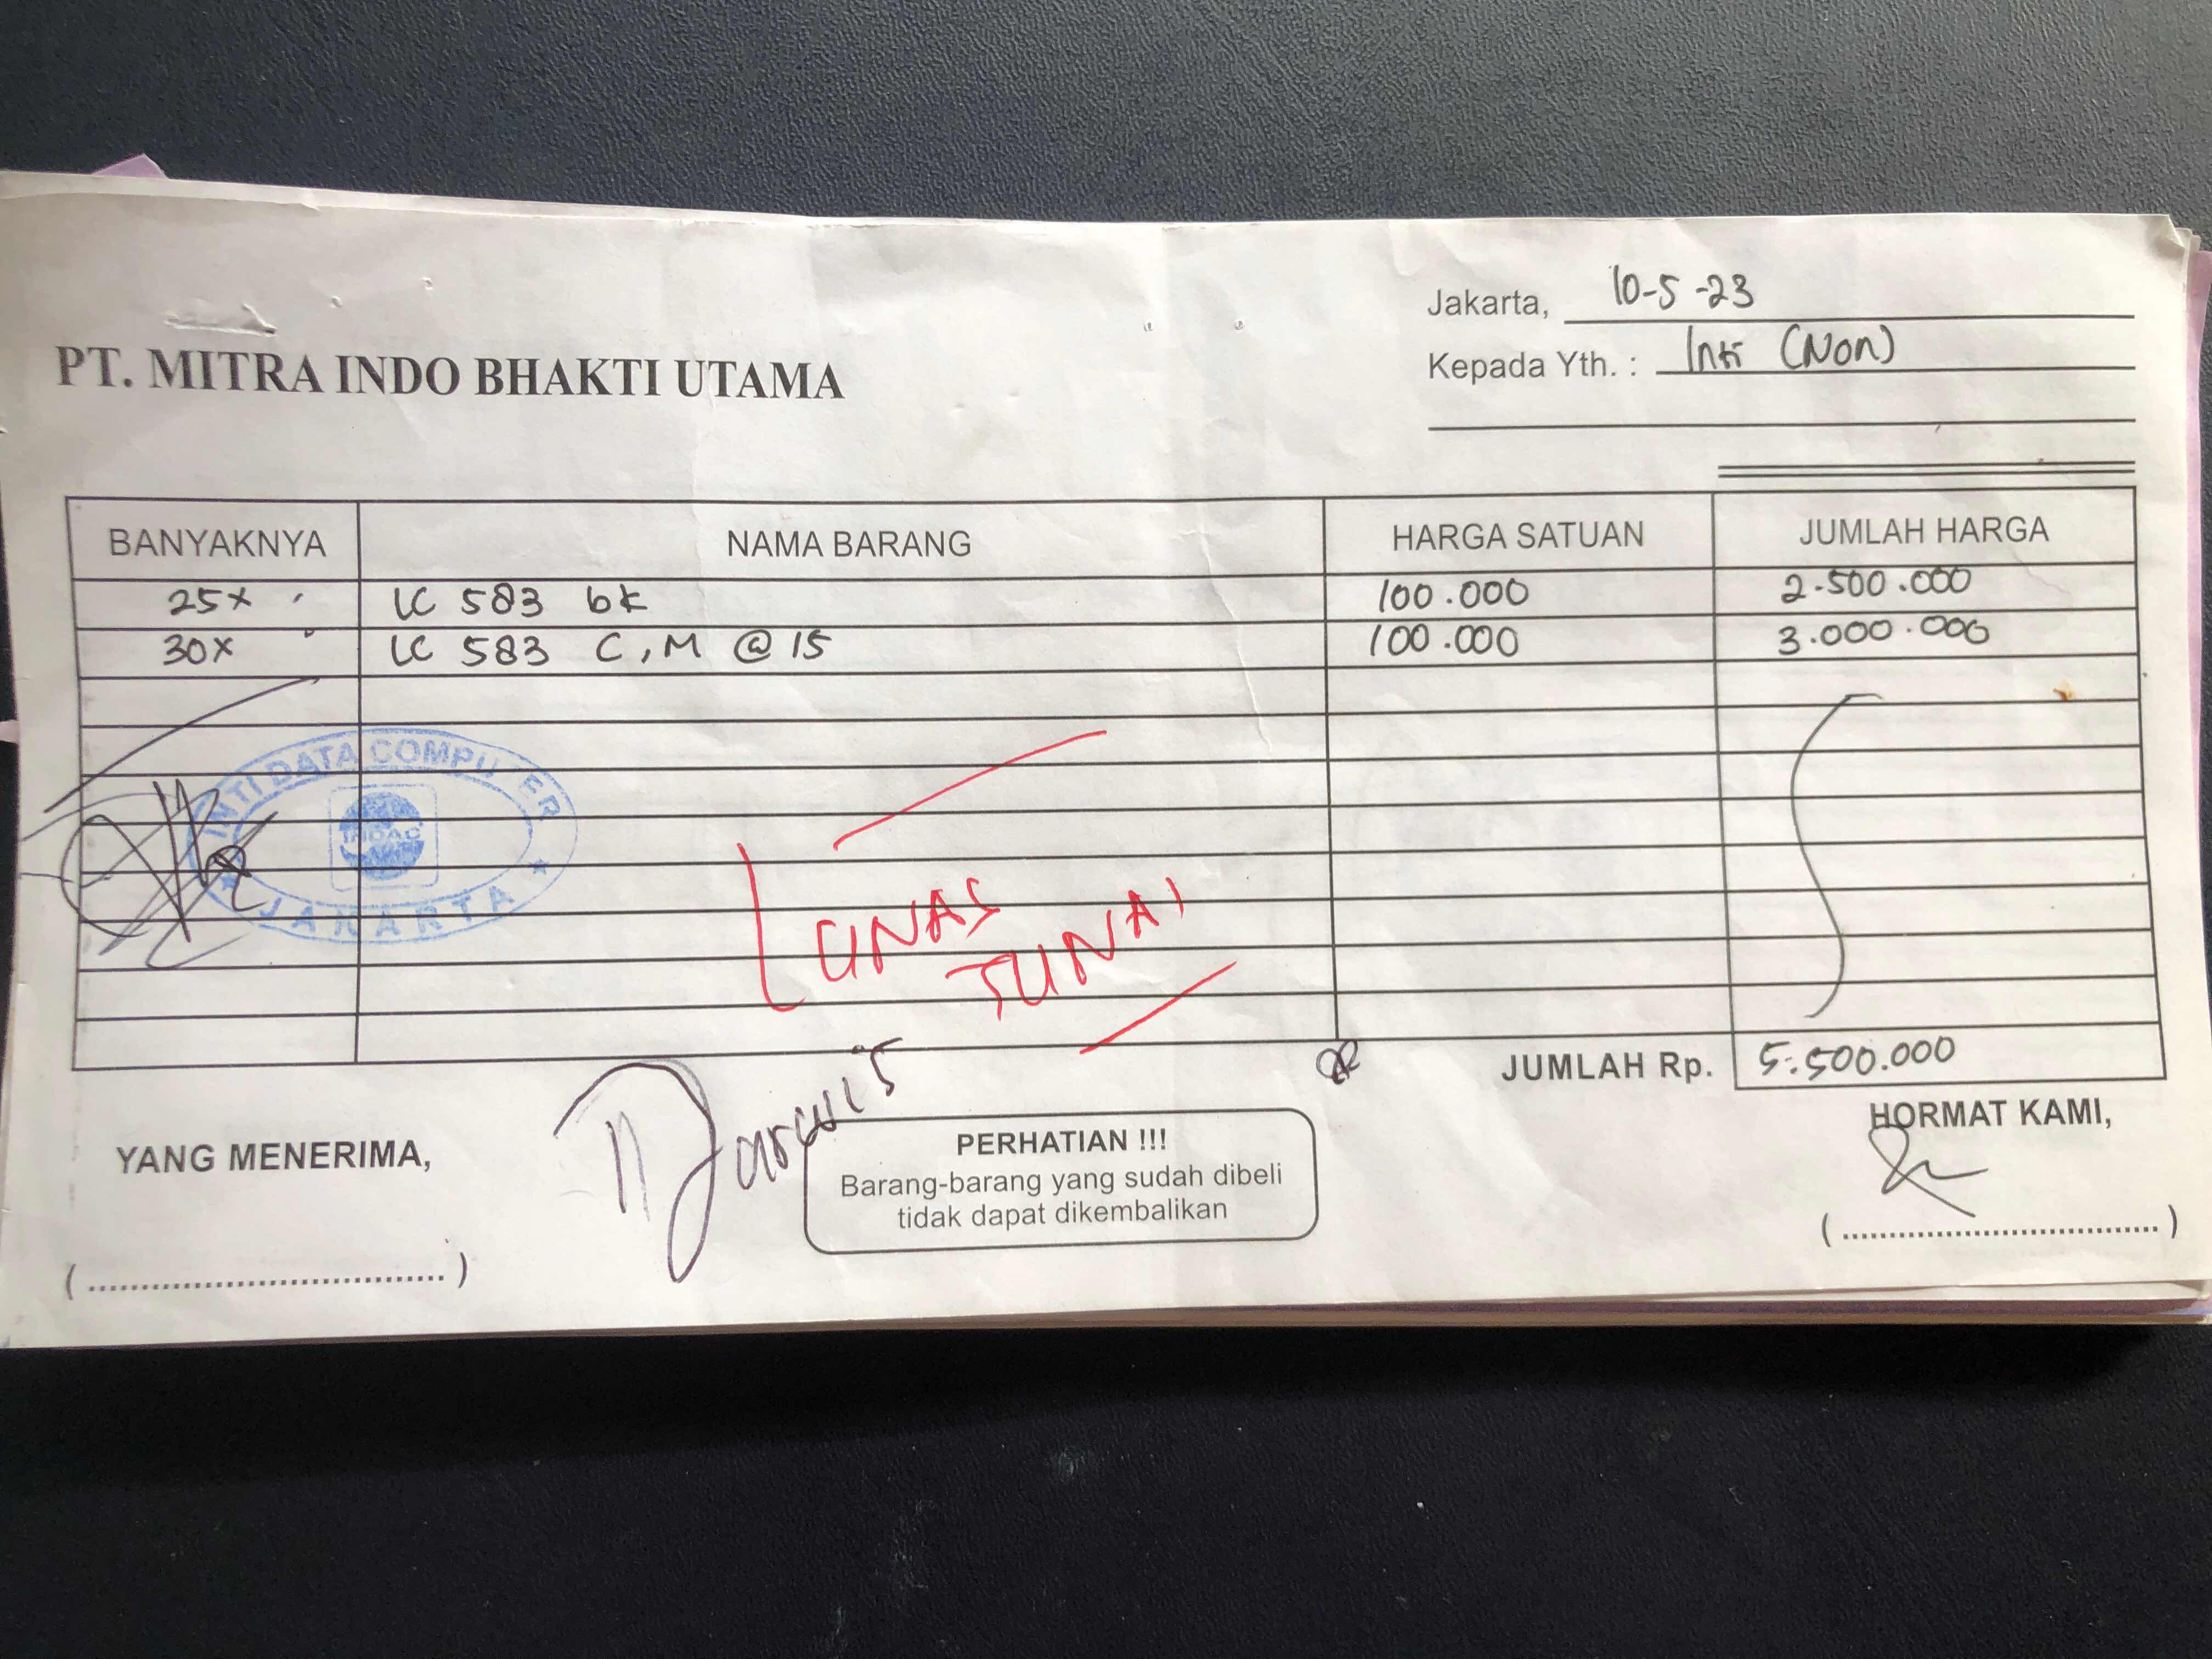 Jakarta, 10-5-23
Kepada Yth. : Inti (Non)
PT. MITRA INDO BHAKTI UTAMA
BANYAKNYA NAMA BARANG HARGA SATUAN JUMLAH HARGA
25x LC 583 bk 100.000 2.500.000
30x LC 583 C, M @ 15 100.000 3.000.000
INTI DATA COMPUTER
INDAC
JAKARTA
LUNAS
TUNAI
JUMLAH Rp. 5.500.000
YANG MENERIMA,
PERHATIAN !!!
Barang-barang yang sudah dibeli
tidak dapat dikembalikan
HORMAT KAMI,
(....................................)
(....................................)